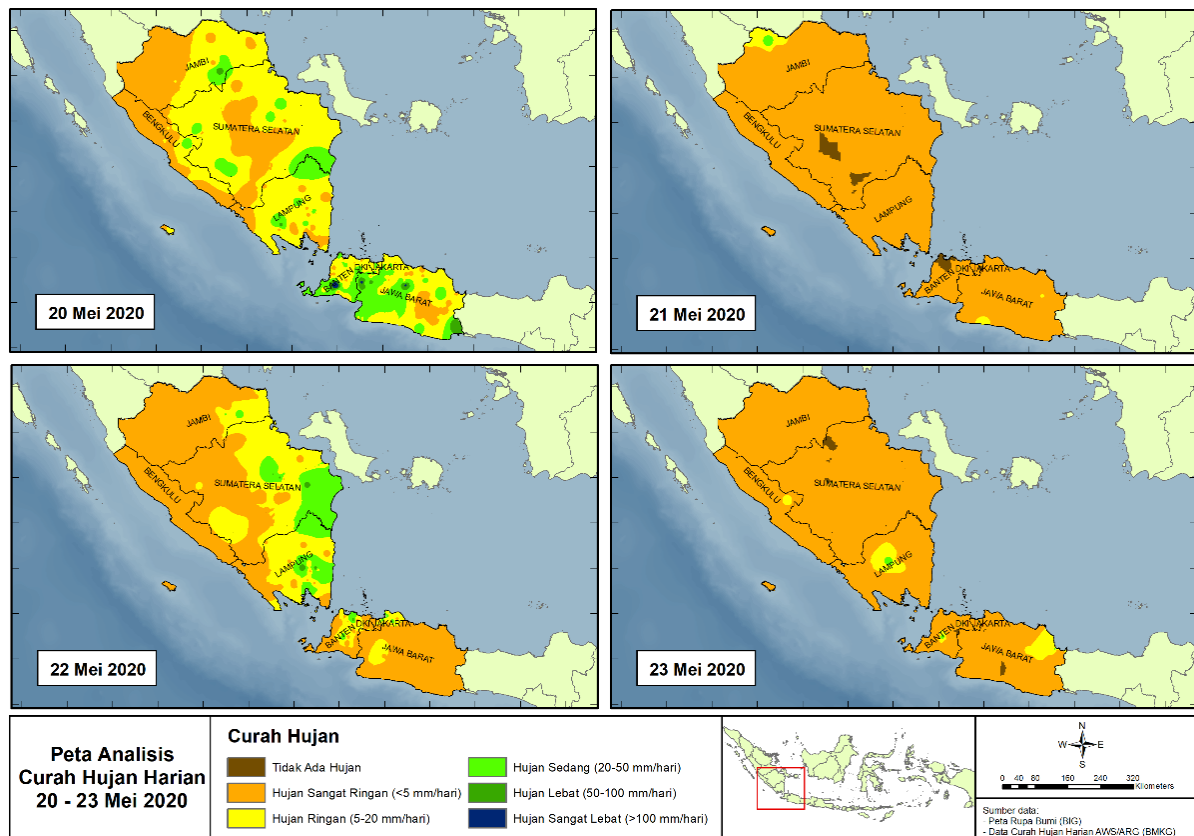 JAMBI
BENGKULU
SUMATERA SELATAN
LAMPUNG
BANTEN
DKI JAKARTA
JAWA BARAT
20 Mei 2020
JAMBI
BENGKULU
SUMATERA SELATAN
LAMPUNG
BANTEN
DKI JAKARTA
JAWA BARAT
21 Mei 2020
JAMBI
BENGKULU
SUMATERA SELATAN
LAMPUNG
BANTEN
DKI JAKARTA
JAWA BARAT
22 Mei 2020
JAMBI
BENGKULU
SUMATERA SELATAN
LAMPUNG
BANTEN
DKI JAKARTA
JAWA BARAT
23 Mei 2020
Peta Analisis
Curah Hujan Harian
20 - 23 Mei 2020
Curah Hujan
Tidak Ada Hujan
Hujan Sangat Ringan (<5 mm/hari)
Hujan Ringan (5-20 mm/hari)
Hujan Sedang (20-50 mm/hari)
Hujan Lebat (50-100 mm/hari)
Hujan Sangat Lebat (>100 mm/hari)
N
W E
S
0 40 80 160 240 320
Kilometers
Sumber data:
- Peta Rupa Bumi (BIG)
- Data Curah Hujan Harian AWS/ARG (BMKG)